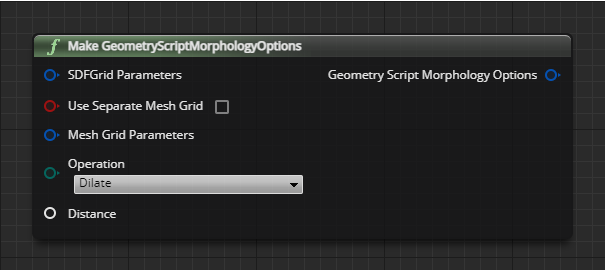 Make GeometryScriptMorphologyOptions
SDFGrid Parameters
Geometry Script Morphology Options
Use Separate Mesh Grid
Mesh Grid Parameters
Operation
Dilate
Distance